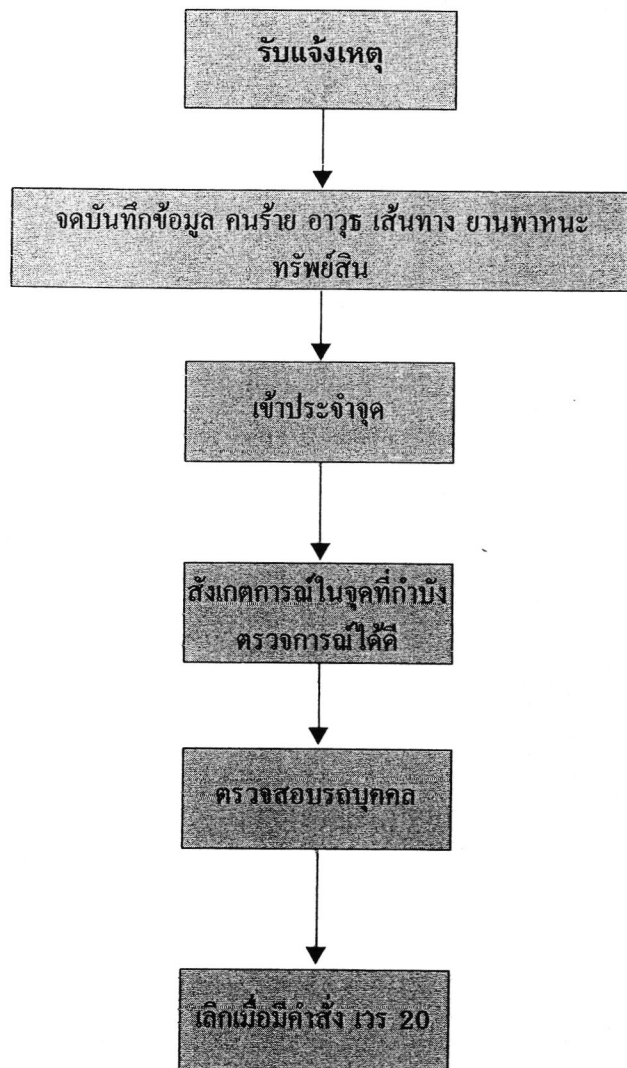 รับแจ้งเหตุ
จดบันทึกข้อมูล คนร้าย อาวุธ เส้นทาง ยานพาหนะ
ทรัพย์สิน
เข้าประจำจุด
สังเกตการณ์ในจุดที่กำบัง
ตรวจการณ์ได้ดี
ตรวจสอบรถบุคคล
เลิกเมื่อมีคำสั่ง เวร 20